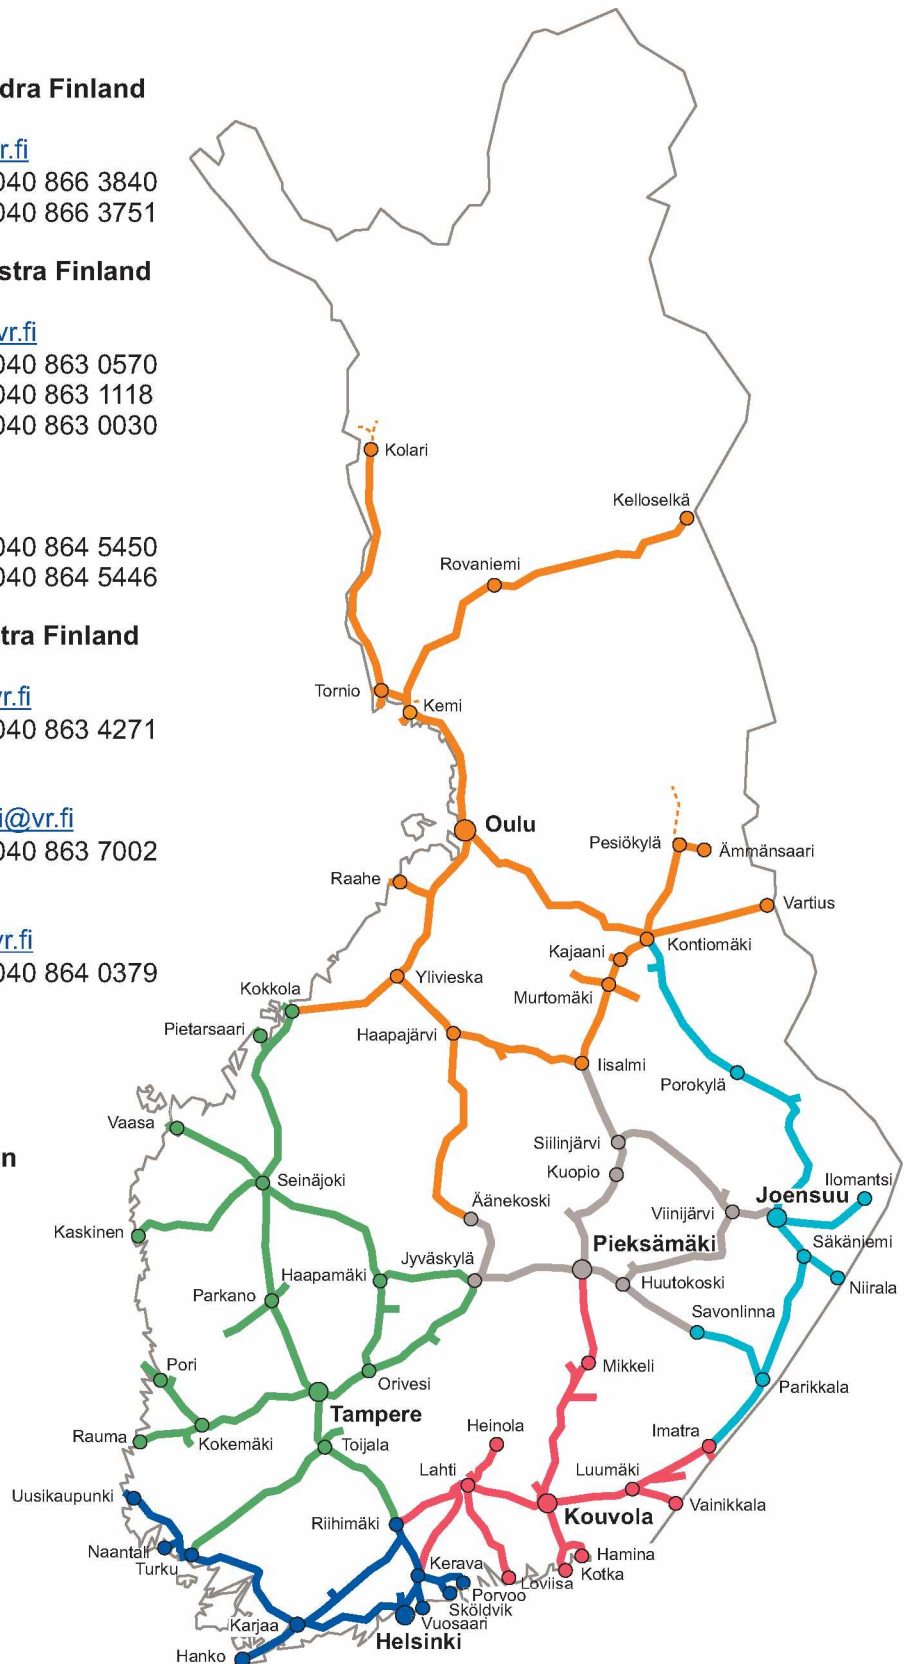 dra Finland
r.fi
040 866 3840
040 866 3751
stra Finland
vr.fi
040 863 0570
040 863 1118
040 863 0030
040 864 5450
040 864 5446
tra Finland
vr.fi
040 863 4271
i@vr.fi
040 863 7002
vr.fi
040 864 0379
n
Kolari
Kelloselkä
Rovaniemi
Tornio
Kemi
Oulu
Pesiökylä
Ämmänsaari
Raahe
Vartius
Kontiomäki
Kajaani
Ylivieska
Murtomäki
Kokkola
Pietarsaari
Haapajärvi
Iisalmi
Porokylä
Vaasa
Siilinjärvi
Kuopio
Seinäjoki
Ilomantsi
Joensuu
Äänekoski
Viinijärvi
Kaskinen
Säkäniemi
Pieksämäki
Jyväskylä
Haapamäki
Huutokoski
Niirala
Parkano
Savonlinna
Pori
Mikkeli
Orivesi
Parikkala
Tampere
Heinola
Imatra
Rauma
Kokemäki
Toijala
Lahti
Luumäki
Uusikaupunki
Vainikkala
Kouvola
Riihimäki
Naantali
Hamina
Kerava
Turku
Kotka
Loviisa
Porvoo
Sköldvik
Vuosaari
Karjaa
Helsinki
Hanko